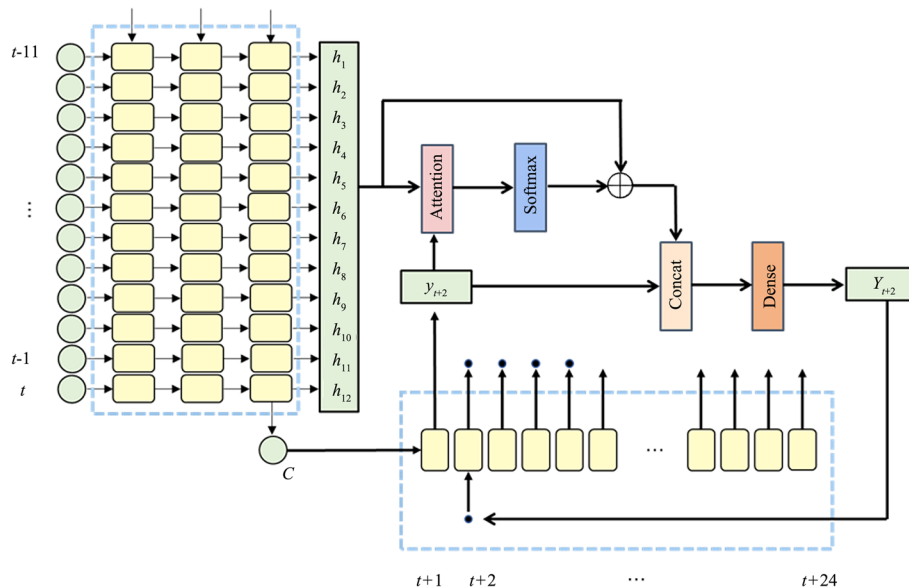 t-11
⋮
t-1
t
h1
h2
h3
h4
h5
h6
h7
h8
h9
h10
h11
h12
C
Attention
Softmax
yt+2
Concat
Dense
Yt+2
...
t+1
t+2
...
t+24